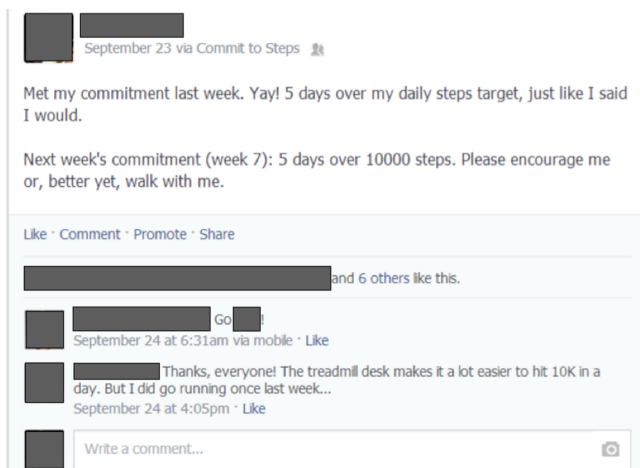 September 23 via Commit to Steps
Met my commitment last week. Yay! 5 days over my daily steps target, just like I said
I would.
Next week's commitment (week 7): 5 days over 10000 steps. Please encourage me
or, better yet, walk with me.
Like · Comment · Promote · Share
and 6 others like this.
Go !
September 24 at 6:31am via mobile · Like
Thanks, everyone! The treadmill desk makes it a lot easier to hit 10K in a
day. But I did go running once last week...
September 24 at 4:05pm · Like
Write a comment...